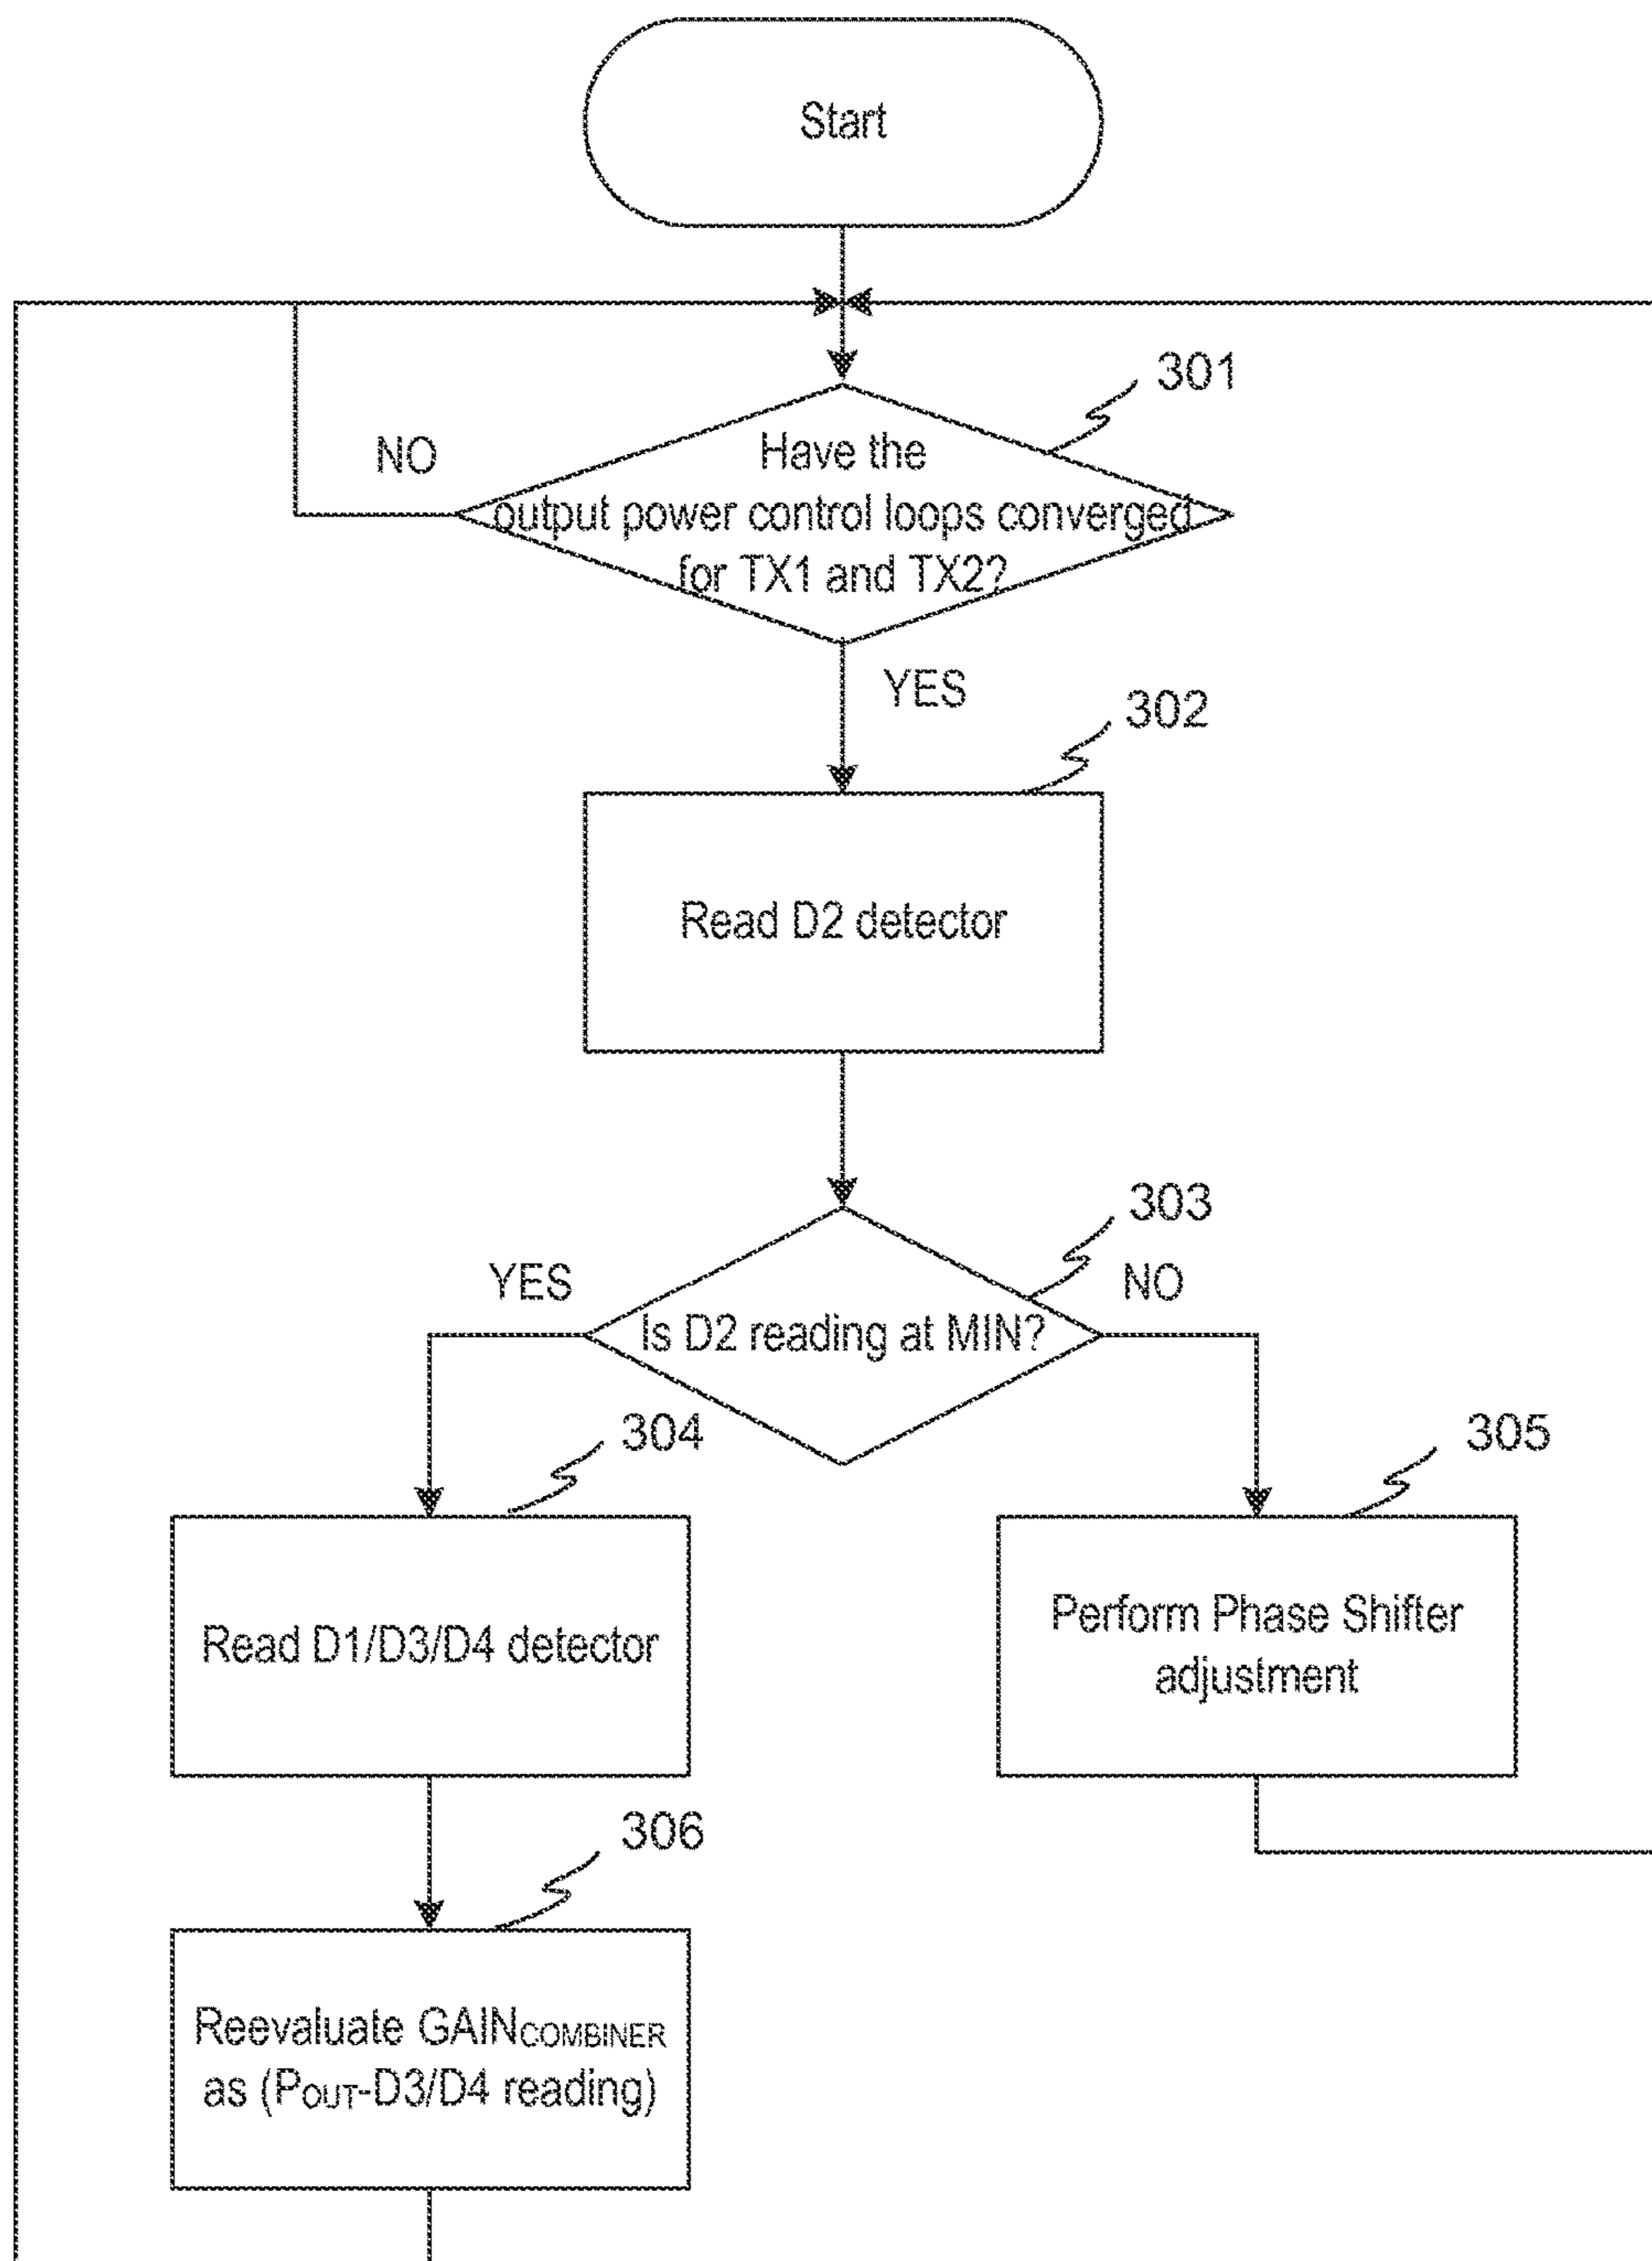 Start
301
NO
Have the
output power control loops converged
for TX1 and TX2?
YES
302
Read D2 detector
303
YES
NO
Is D2 reading at MIN?
304
305
Read D1/D3/D4 detector
Perform Phase Shifter
adjustment
306
Reevaluate GAINCOMBINER
as (POUT-D3/D4 reading)